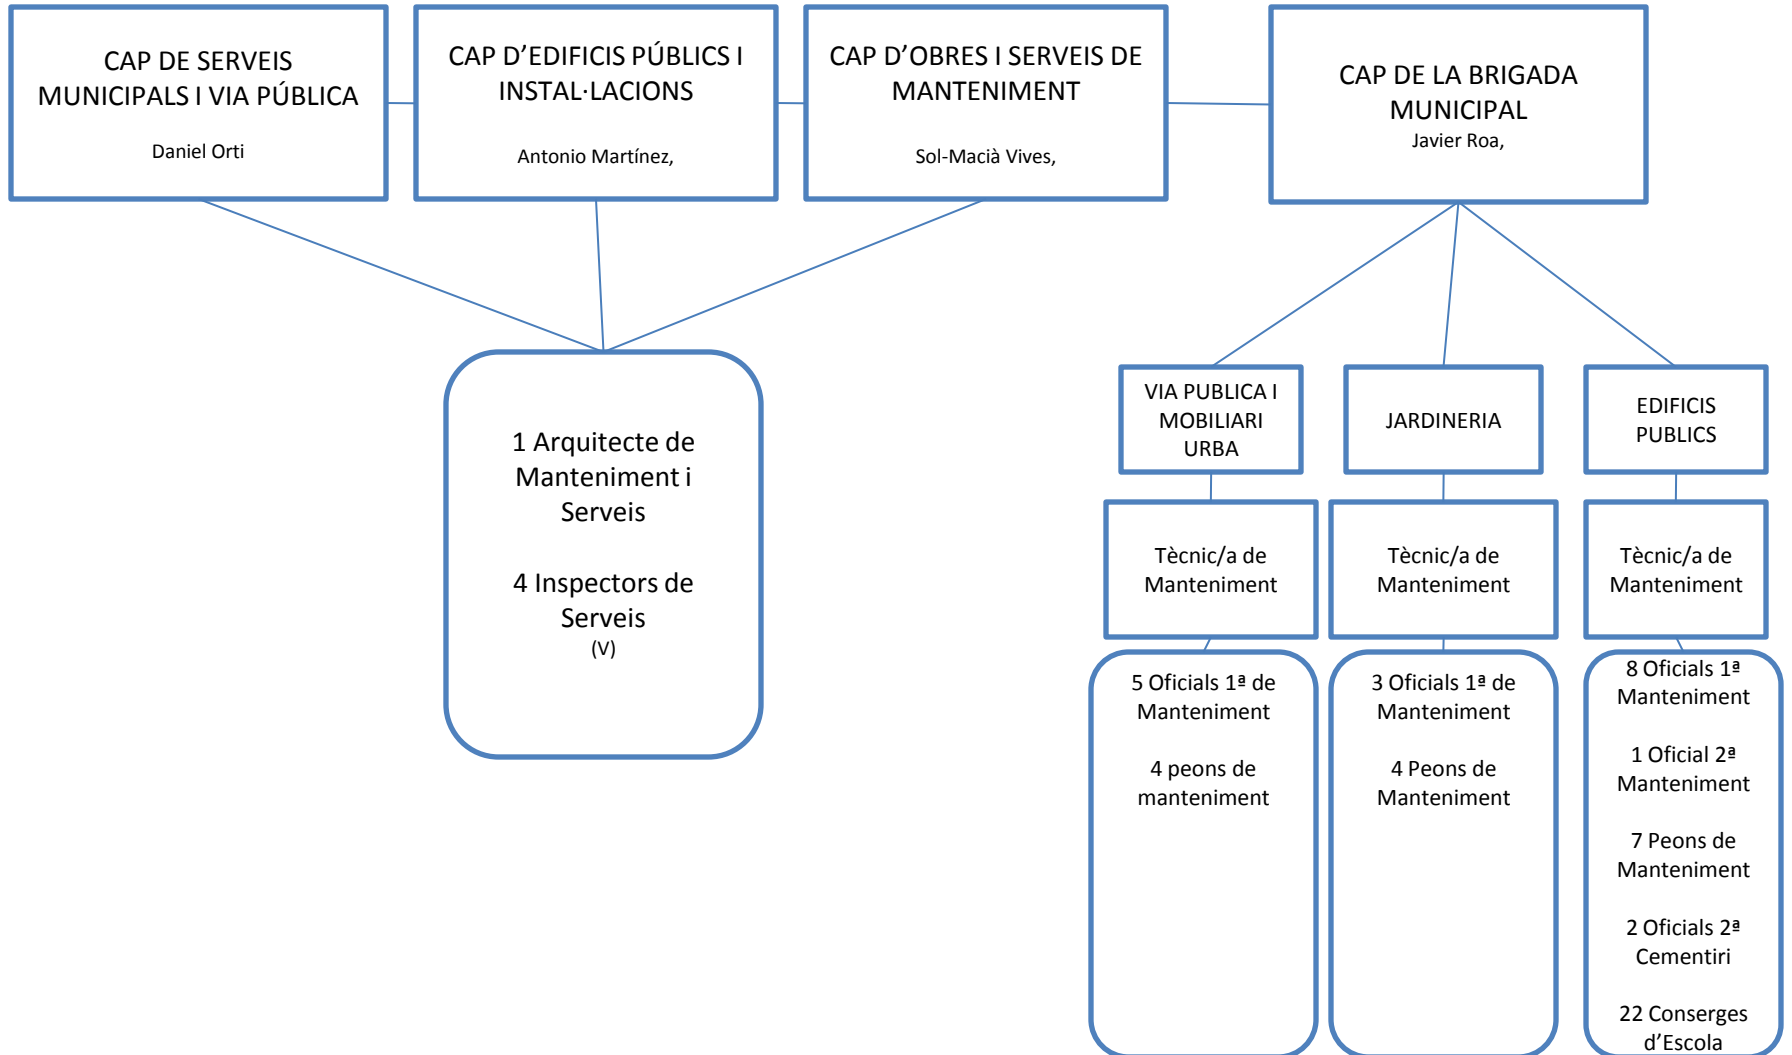 CAP DE SERVEIS
MUNICIPALS I VIA PÚBLICA
Daniel Orti
CAP D’EDIFICIS PÚBLICS I
INSTAL·LACIONS
Antonio Martínez,
CAP D’OBRES I SERVEIS DE
MANTENIMENT
Sol-Macià Vives,
CAP DE LA BRIGADA
MUNICIPAL
Javier Roa,
1 Arquitecte de
Manteniment i
Serveis
4 Inspectors de
Serveis
(V)
VIA PUBLICA I
MOBILIARI
URBA
JARDINERIA
EDIFICIS
PUBLICS
Tècnic/a de
Manteniment
Tècnic/a de
Manteniment
Tècnic/a de
Manteniment
5 Oficials 1ª de
Manteniment
4 peons de
manteniment
3 Oficials 1ª de
Manteniment
4 Peons de
Manteniment
8 Oficials 1ª
Manteniment
1 Oficial 2ª
Manteniment
7 Peons de
Manteniment
2 Oficials 2ª
Cementiri
22 Conserges
d’Escola